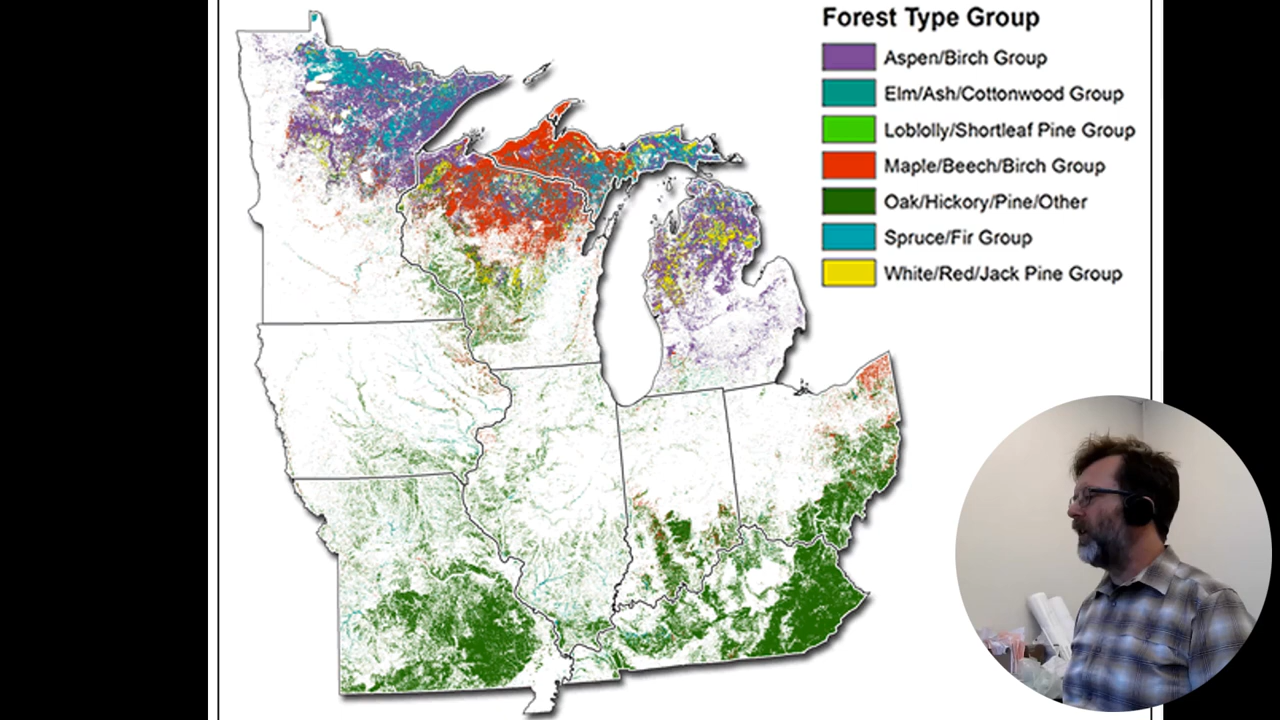 Forest Type Group
Aspen/Birch Group
Elm/Ash/Cottonwood Group
Loblolly/Shortleaf Pine Group
Maple/Beech/Birch Group
Oak/Hickory/Pine/Other
Spruce/Fir Group
White/Red/Jack Pine Group